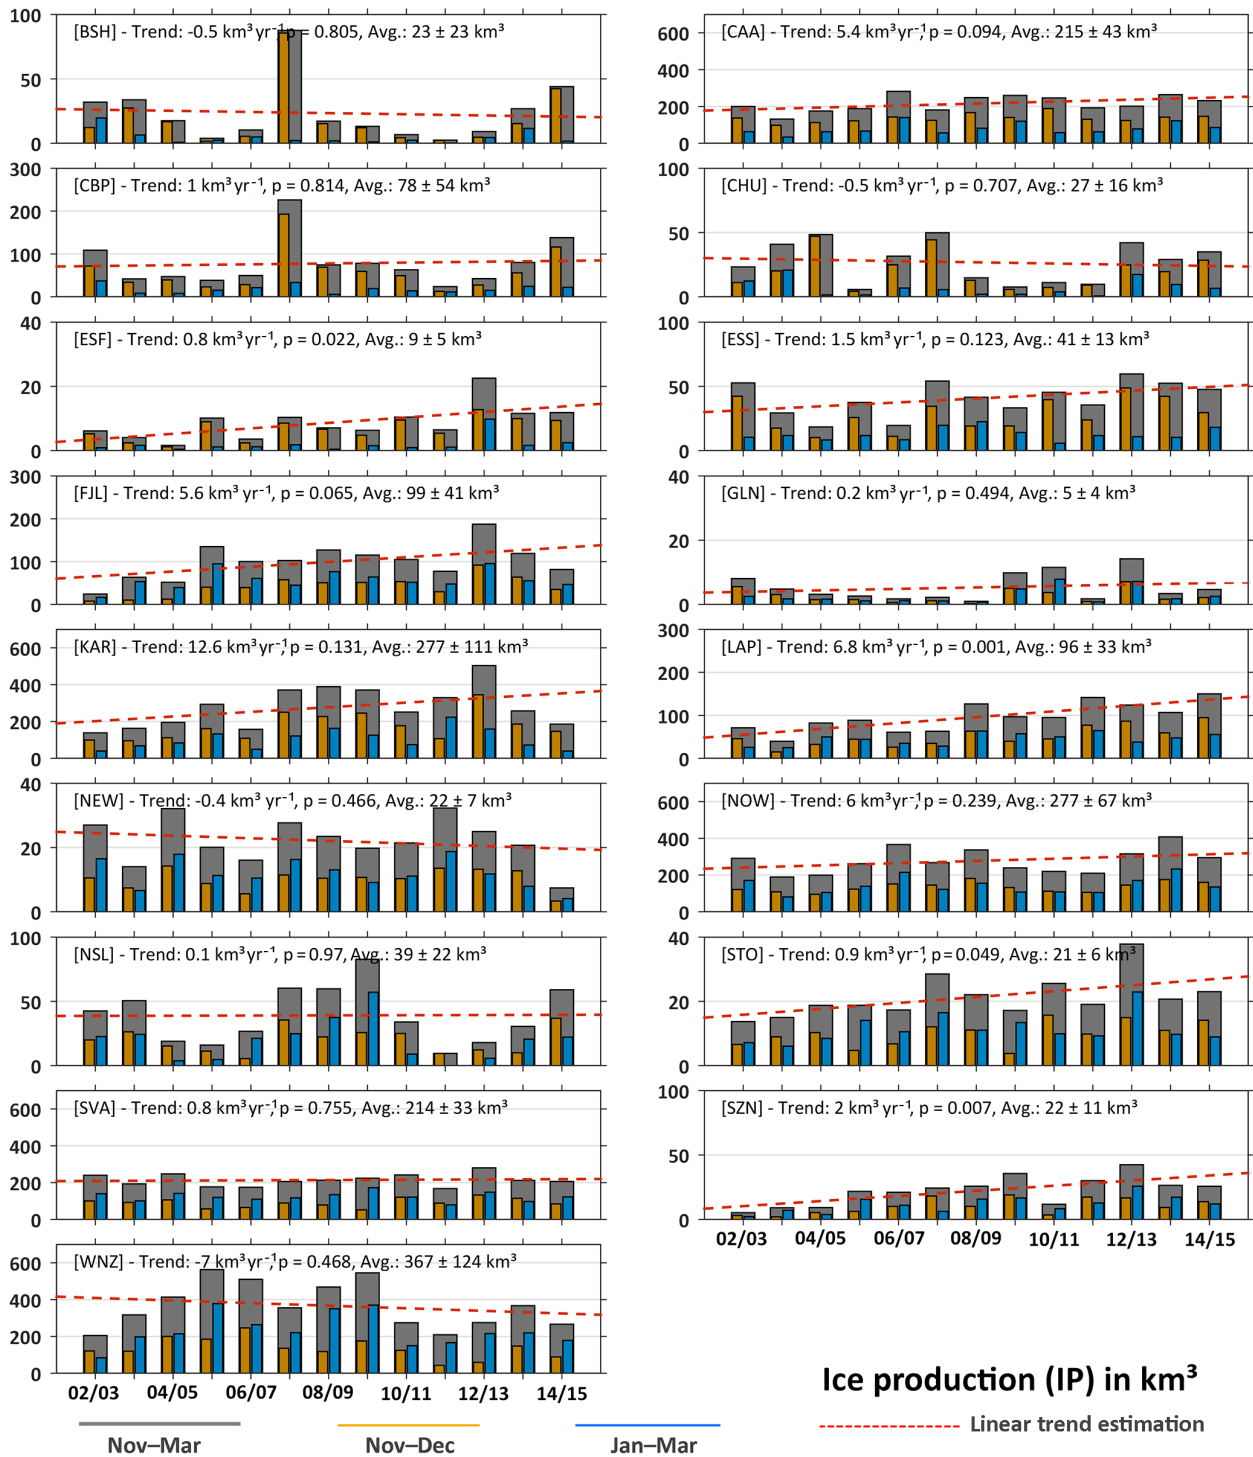 100
50
0
[BSH] - Trend: -0.5 km³ yr⁻¹, p = 0.805, Avg.: 23 ± 23 km³
600
400
200
0
[CAA] - Trend: 5.4 km³ yr⁻¹, p = 0.094, Avg.: 215 ± 43 km³
300
200
100
0
[CBP] - Trend: 1 km³ yr⁻¹, p = 0.814, Avg.: 78 ± 54 km³
100
50
0
[CHU] - Trend: -0.5 km³ yr⁻¹, p = 0.707, Avg.: 27 ± 16 km³
40
20
0
[ESF] - Trend: 0.8 km³ yr⁻¹, p = 0.022, Avg.: 9 ± 5 km³
100
50
0
[ESS] - Trend: 1.5 km³ yr⁻¹, p = 0.123, Avg.: 41 ± 13 km³
300
200
100
0
[FJL] - Trend: 5.6 km³ yr⁻¹, p = 0.065, Avg.: 99 ± 41 km³
40
20
0
[GLN] - Trend: 0.2 km³ yr⁻¹, p = 0.494, Avg.: 5 ± 4 km³
600
400
200
0
[KAR] - Trend: 12.6 km³ yr⁻¹, p = 0.131, Avg.: 277 ± 111 km³
300
200
100
0
[LAP] - Trend: 6.8 km³ yr⁻¹, p = 0.001, Avg.: 96 ± 33 km³
40
20
0
[NEW] - Trend: -0.4 km³ yr⁻¹, p = 0.466, Avg.: 22 ± 7 km³
600
400
200
0
[NOW] - Trend: 6 km³ yr⁻¹, p = 0.239, Avg.: 277 ± 67 km³
100
50
0
[NSL] - Trend: 0.1 km³ yr⁻¹, p = 0.97, Avg.: 39 ± 22 km³
40
20
0
[STO] - Trend: 0.9 km³ yr⁻¹, p = 0.049, Avg.: 21 ± 6 km³
600
400
200
0
[SVA] - Trend: 0.8 km³ yr⁻¹, p = 0.755, Avg.: 214 ± 33 km³
100
50
0
[SZN] - Trend: 2 km³ yr⁻¹, p = 0.007, Avg.: 22 ± 11 km³
02/03 04/05 06/07 08/09 10/11 12/13 14/15
600
400
200
0
[WNZ] - Trend: -7 km³ yr⁻¹, p = 0.468, Avg.: 367 ± 124 km³
02/03 04/05 06/07 08/09 10/11 12/13 14/15
Ice production (IP) in km³
Linear trend estimation
Nov–Mar
Nov–Dec
Jan–Mar